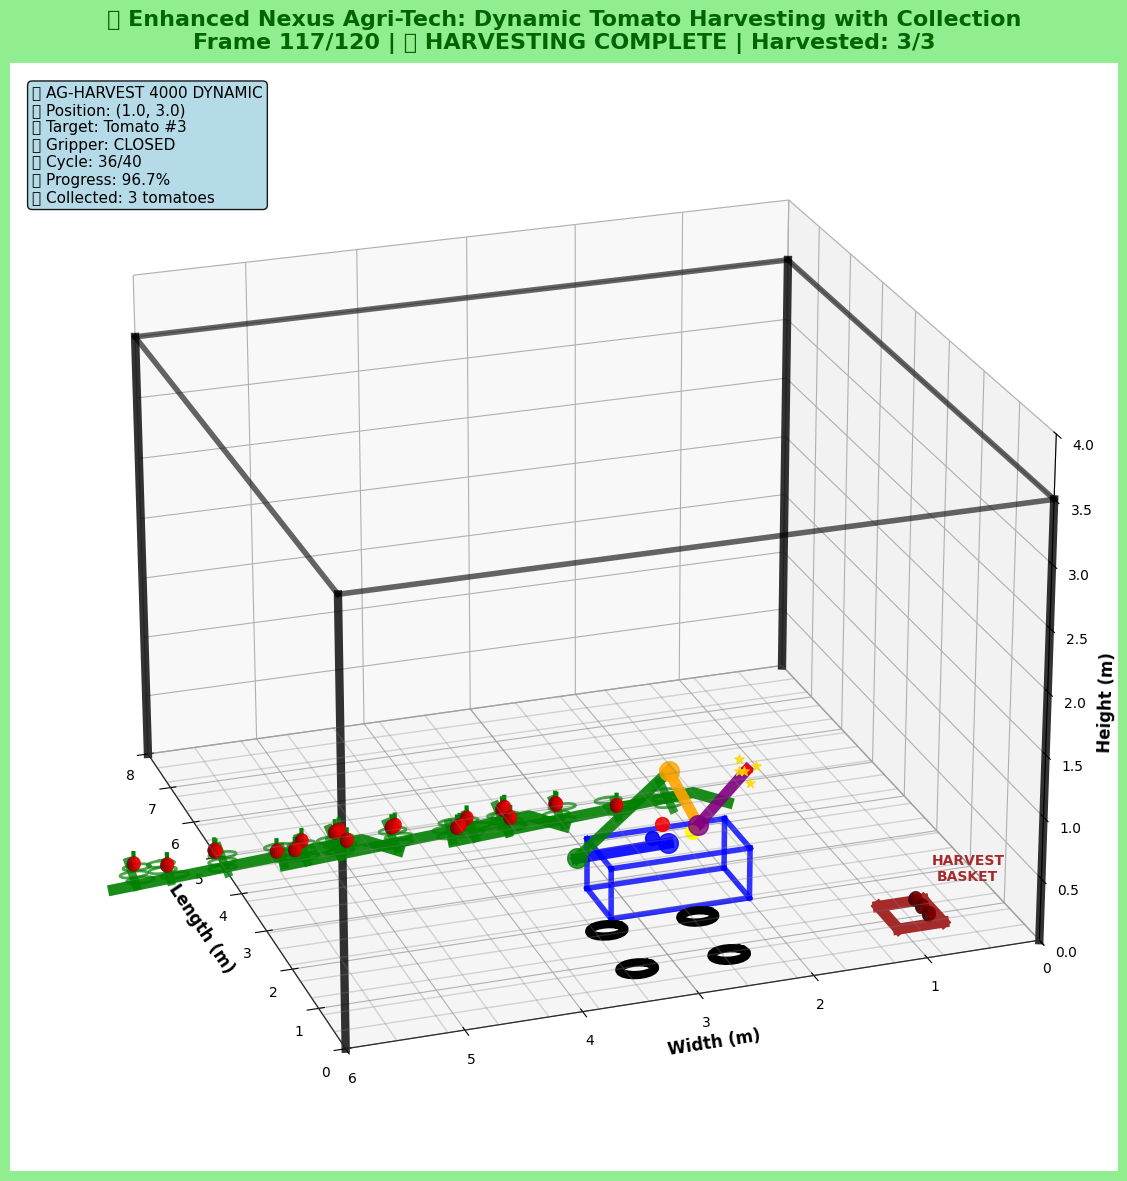 ▯ Enhanced Nexus Agri-Tech: Dynamic Tomato Harvesting with Collection
Frame 117/120 | ▯ HARVESTING COMPLETE | Harvested: 3/3
▯ AG-HARVEST 4000 DYNAMIC
▯ Position: (1.0, 3.0)
▯ Target: Tomato #3
▯ Gripper: CLOSED
▯ Cycle: 36/40
▯ Progress: 96.7%
▯ Collected: 3 tomatoes
4.0
3.5
3.0
2.5
2.0
1.5
1.0
0.5
0.0
Height (m)
8
7
6
5
4
3
2
1
0
Length (m)
6
5
4
3
2
1
0
Width (m)
HARVEST
BASKET